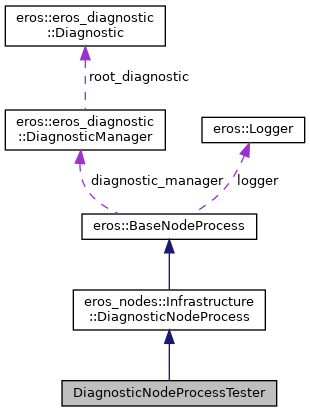 eros::eros_diagnostic
::Diagnostic
root_diagnostic
eros::eros_diagnostic
::DiagnosticManager
eros::Logger
diagnostic_manager
logger
eros::BaseNodeProcess
eros_nodes::Infrastructure
::DiagnosticNodeProcess
DiagnosticNodeProcessTester